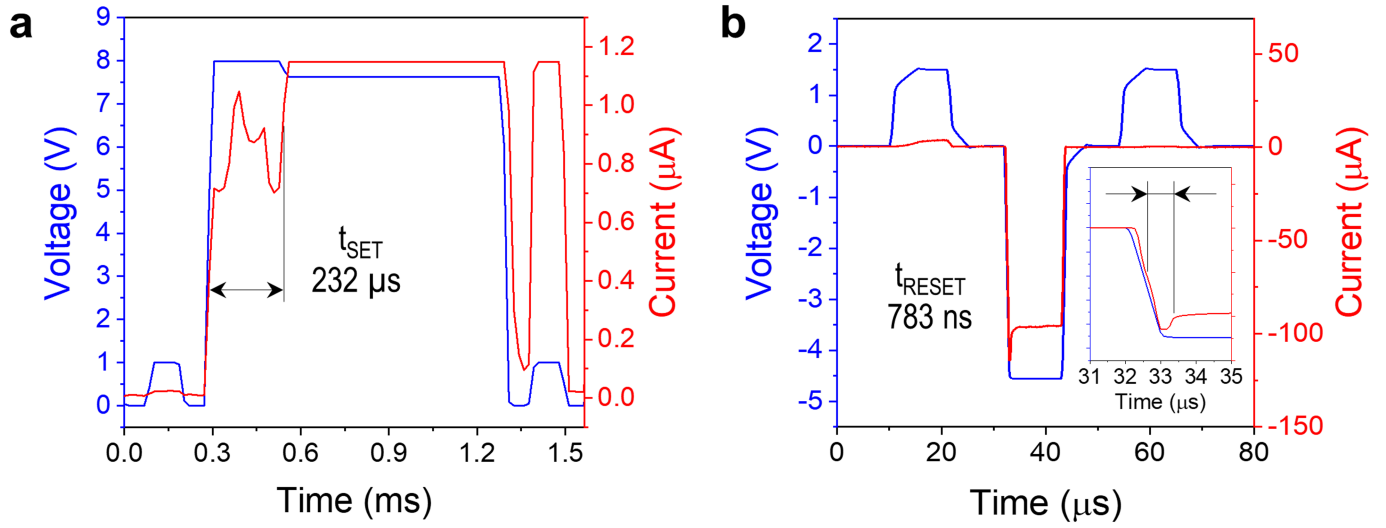 a
9
8
7
6
5
4
3
2
1
0
Voltage (V)
0.0 0.3 0.6 0.9 1.2 1.5
Time (ms)
1.2
1.0
0.8
0.6
0.4
0.2
0.0
Current (μA)
tSET
232 μs
b
2
1
0
-1
-2
-3
-4
-5
Voltage (V)
0 20 40 60 80
Time (μs)
50
0
-50
-100
-150
Current (μA)
tRESET
783 ns
31 32 33 34 35
Time (μs)